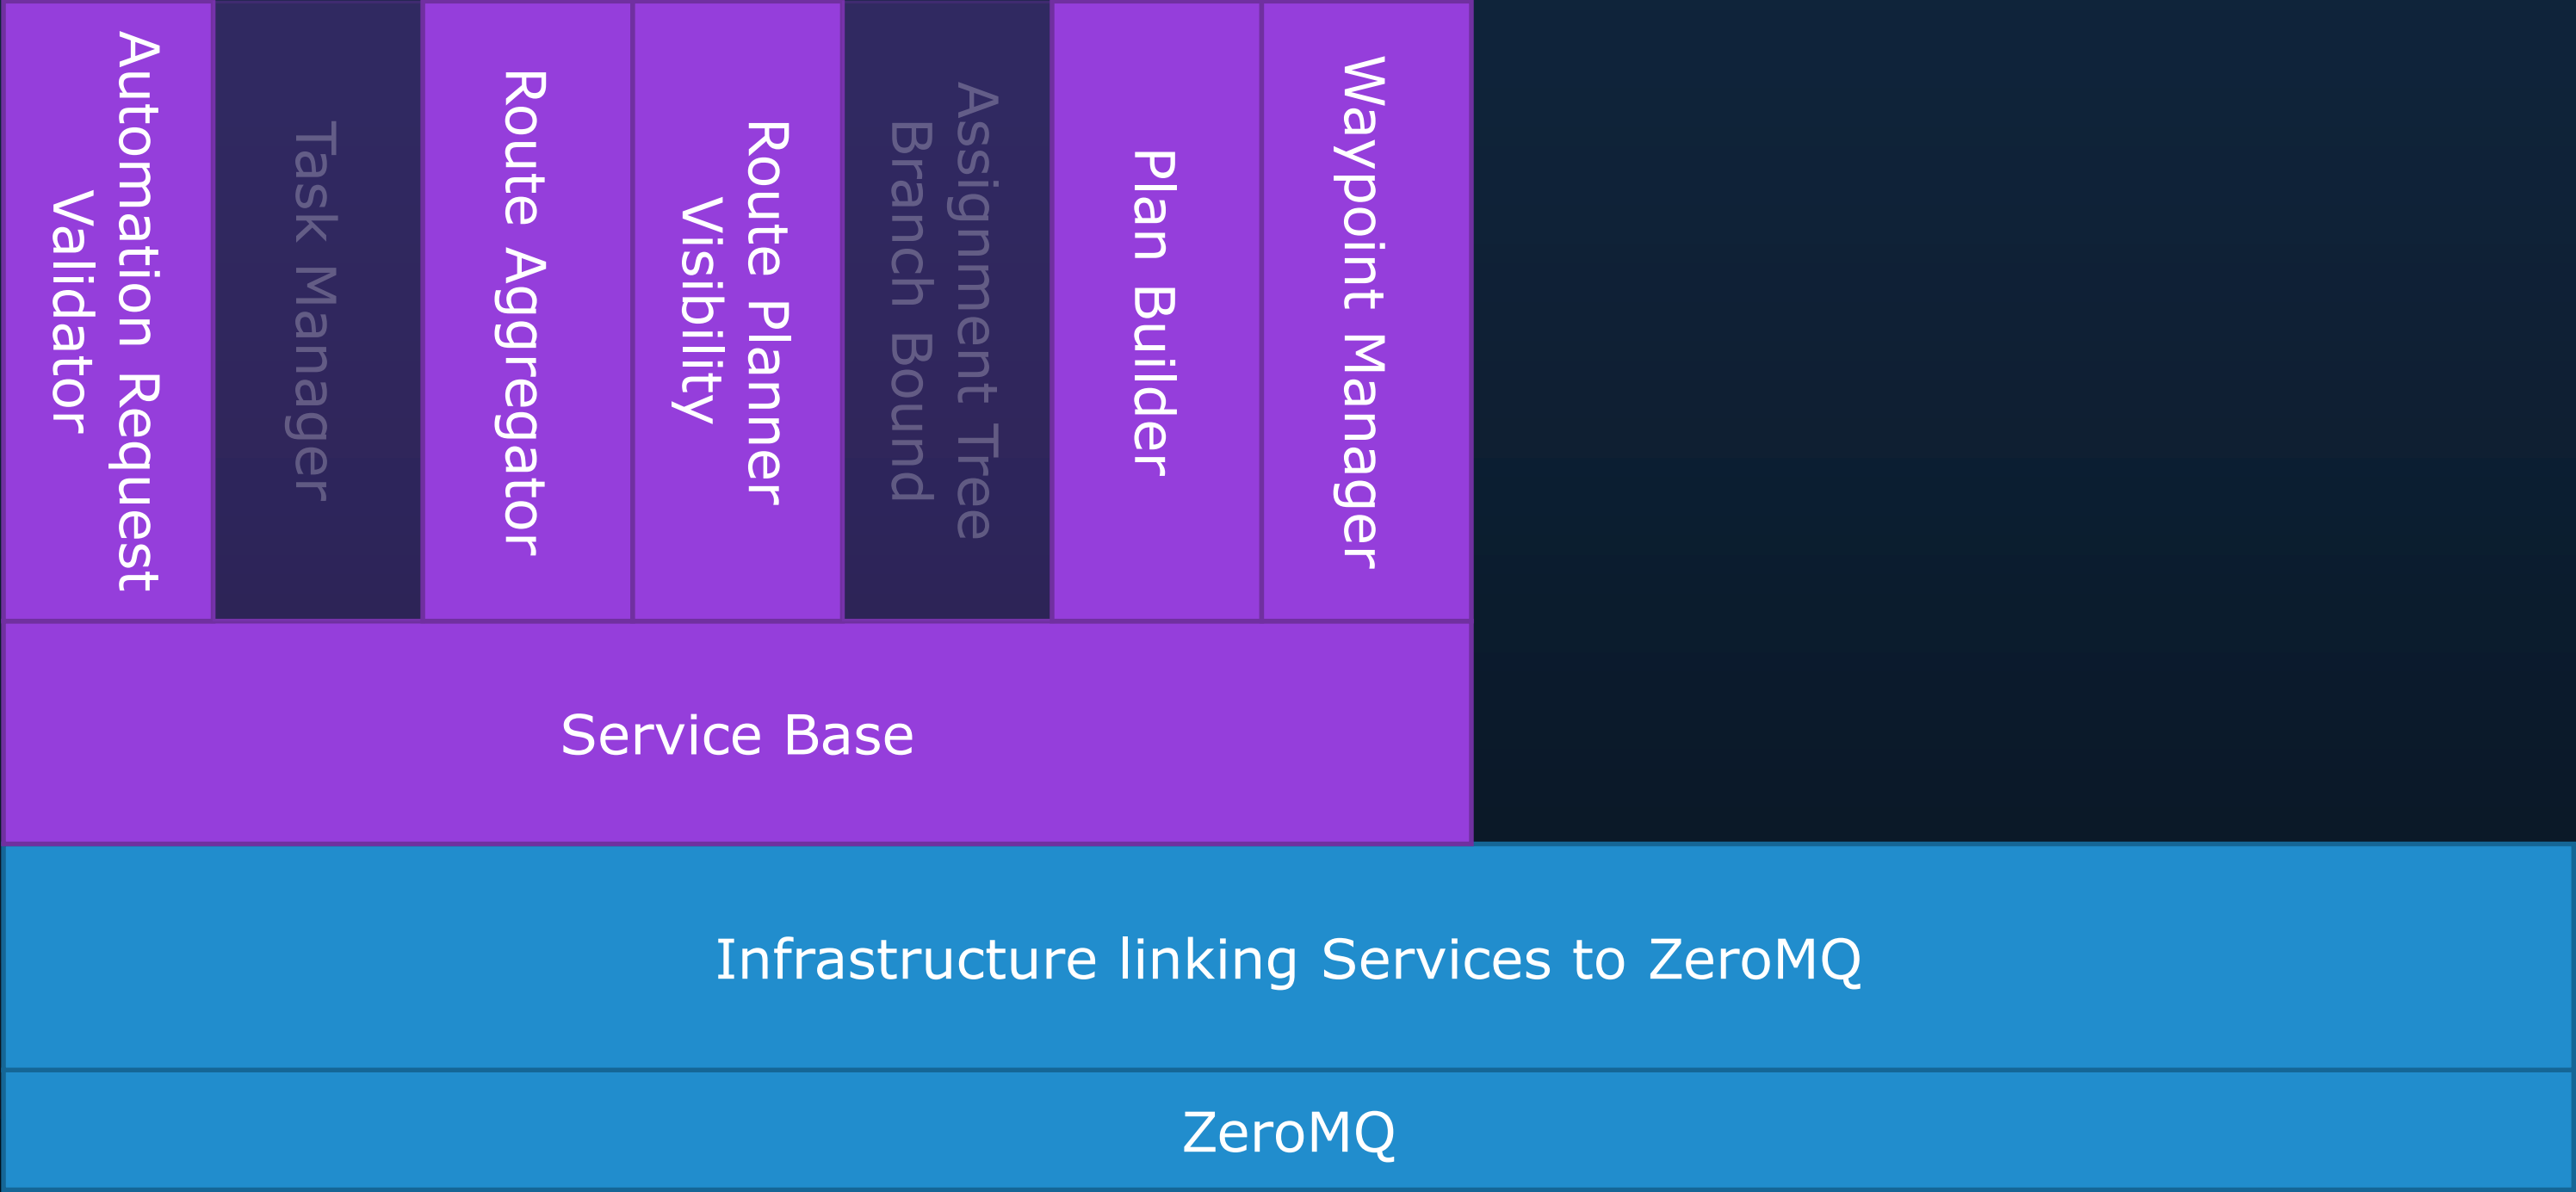 Automation Request
Validator
Task Manager
Route Aggregator
Route Planner
Visibility
Assignment Tree
Branch Bound
Plan Builder
Waypoint Manager
Service Base
Infrastructure linking Services to ZeroMQ
ZeroMQ